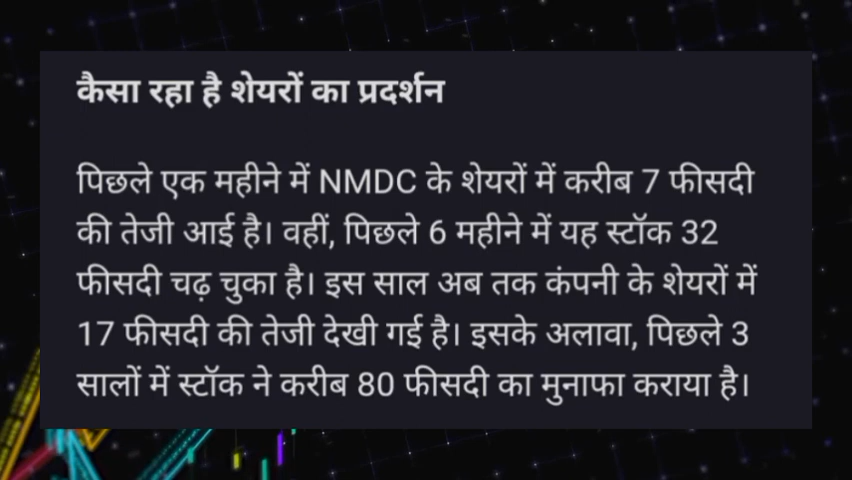 कैसा रहा है शेयरों का प्रदर्शन
पिछले एक महीने में NMDC के शेयरों में करीब 7 फीसदी
की तेजी आई है। वहीं, पिछले 6 महीने में यह स्टॉक 32
फीसदी चढ़ चुका है। इस साल अब तक कंपनी के शेयरों में
17 फीसदी की तेजी देखी गई है। इसके अलावा, पिछले 3
सालों में स्टॉक ने करीब 80 फीसदी का मुनाफा कराया है।